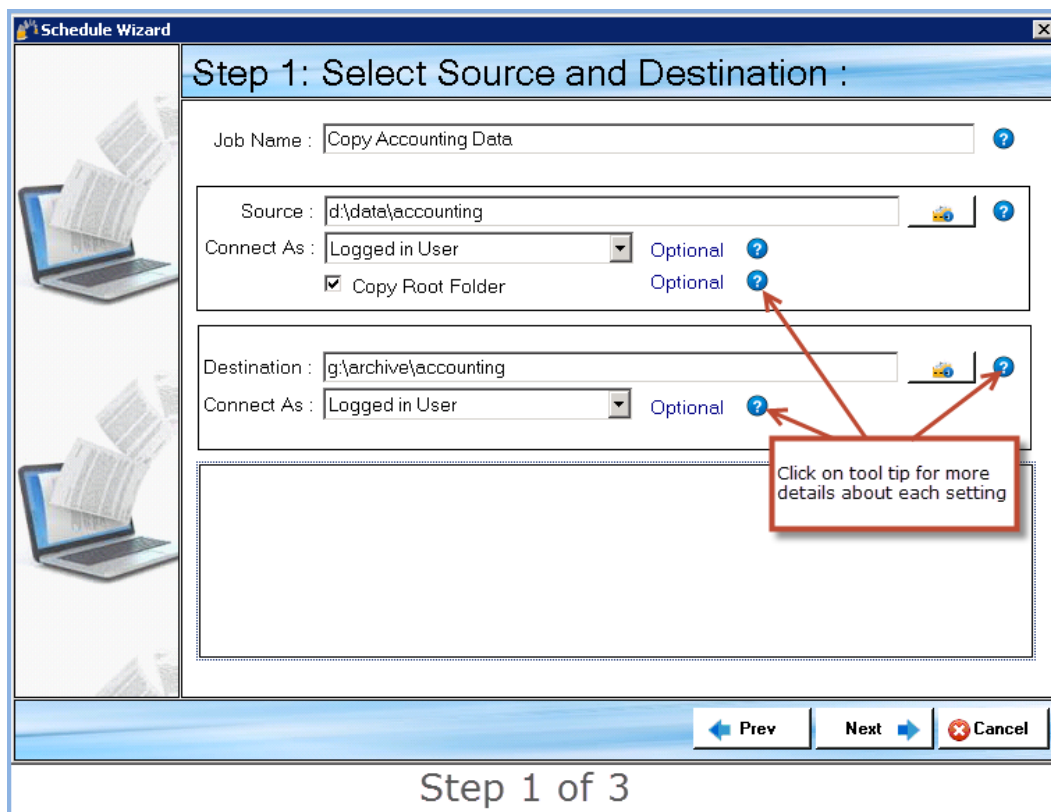 Schedule Wizard
Step 1: Select Source and Destination :
Job Name : Copy Accounting Data ?
Source : d:\data\accounting ?
Connect As : Logged in User Optional ?
Copy Root Folder Optional ?
Destination : g:\archive\accounting ?
Connect As : Logged in User Optional ?
Click on tool tip for more
details about each setting
Prev Next Cancel
Step 1 of 3